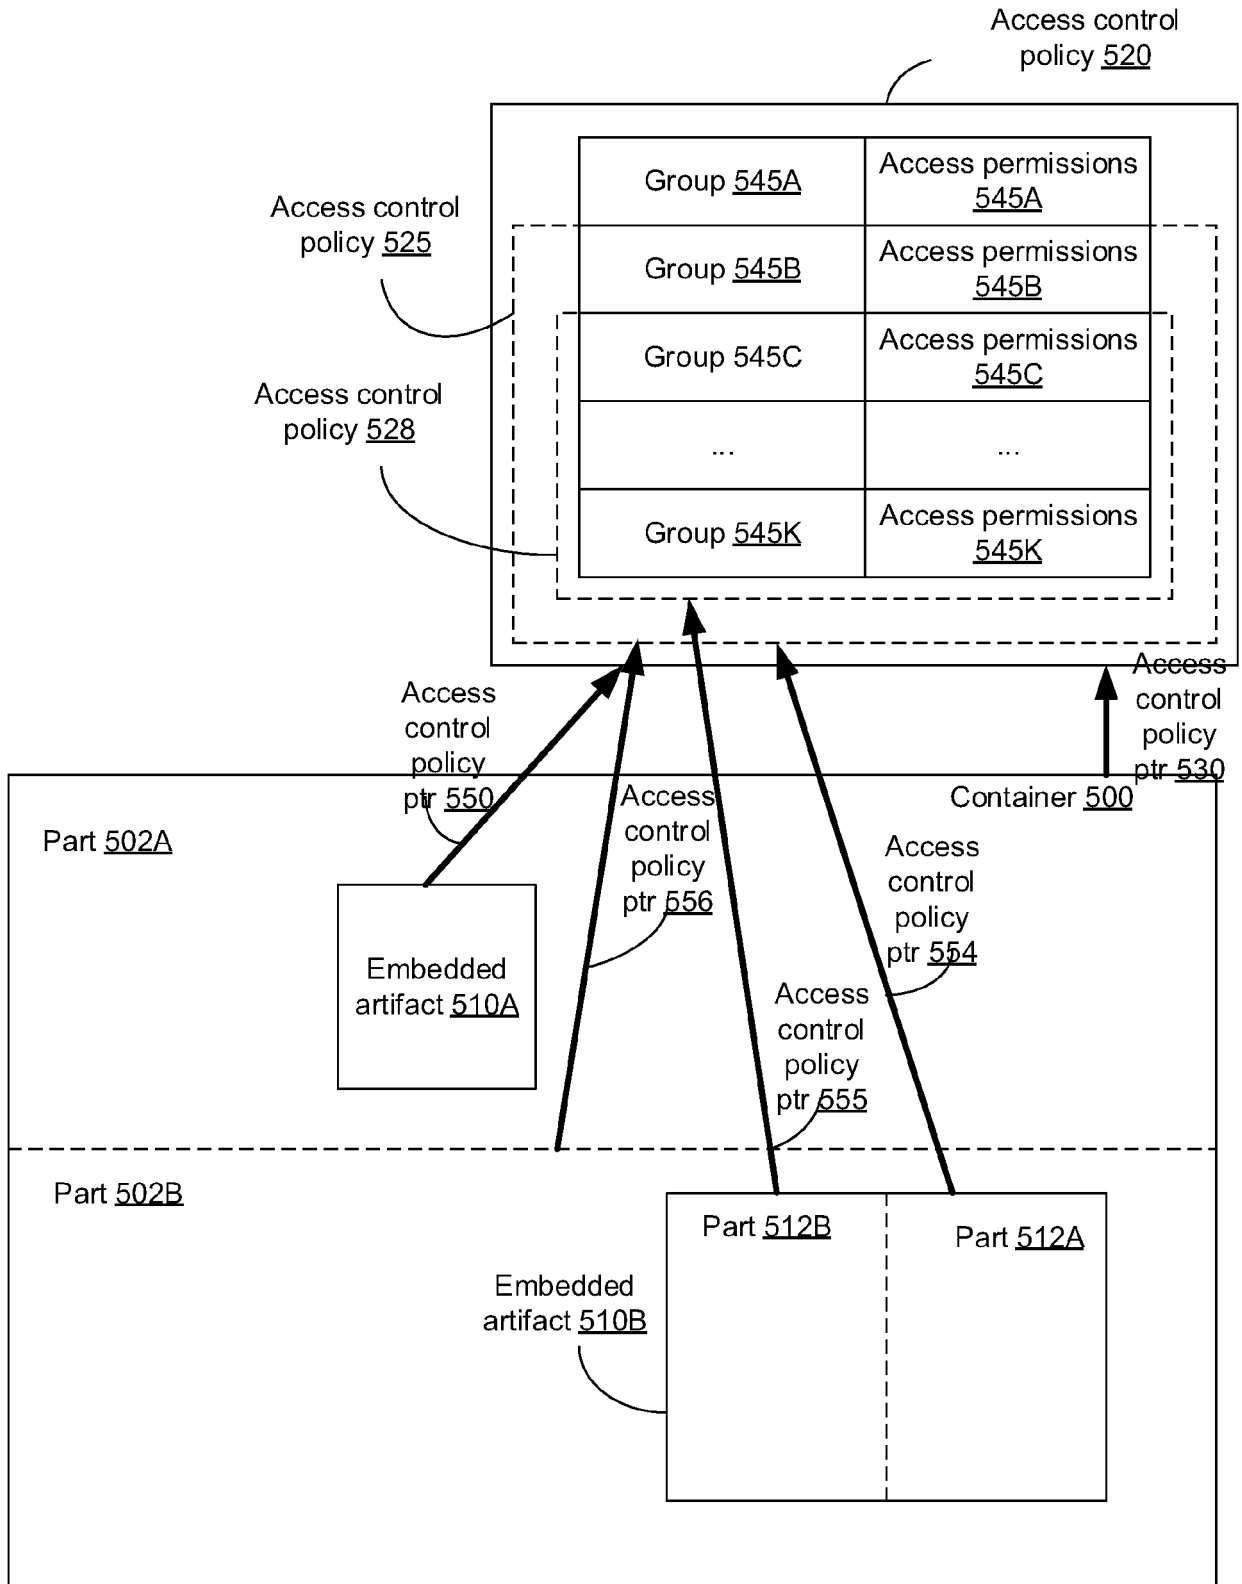 Access control
policy 520
Group 545A
Access permissions
545A
Access control
policy 525
Group 545B
Access permissions
545B
Group 545C
Access permissions
545C
Access control
policy 528
...
...
Group 545K
Access permissions
545K
Access
control
policy
ptr 530
Access
control
policy
ptr 550
Container 500
Access
control
policy
ptr 556
Part 502A
Access
control
policy
ptr 554
Embedded
artifact 510A
Access
control
policy
ptr 555
Part 502B
Part 512B
Part 512A
Embedded
artifact 510B